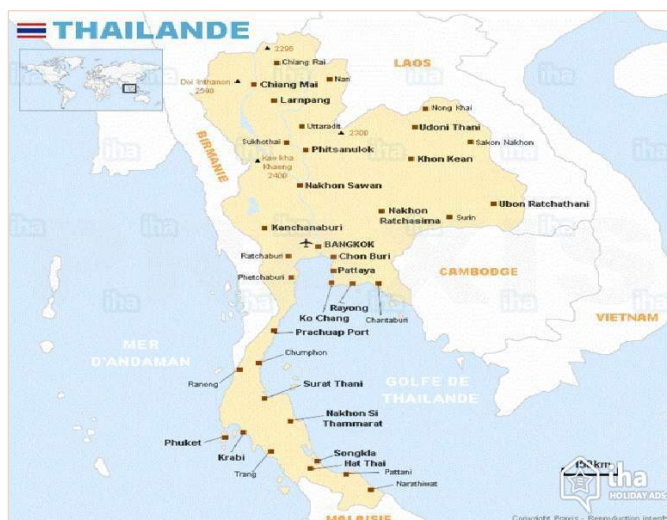 THAILANDE
2295
Chiang Rai
LAOS
Doi Inthanon
2590
Chiang Mai
Nan
Larnpang
Nong Khai
Uttaradit
2300
Udoni Thani
BIRMANIE
Sukhothai
Sakon Nakhon
Phitsanulok
Khon Kean
2400
Nakhon Sawan
Ubon Ratchathani
Nakhon
Ratchasima
Surin
Kanchanaburi
BANGKOK
Ratchaburi
Chon Buri
Phetchaburi
Pattaya
CAMBODGE
Rayong
Ko Chang
Chantaburi
VIETNAM
Prachuap Port
MER
D'ANDAMAN
Chumphon
Ranong
Surat Thani
GOLFE DE
THAILANDE
Nakhon Si
Thammarat
Phuket
Krabi
Songkla
Hat Thai
Trang
Pattani
150km
Narathiwat
iha
HOLIDAY ADS
MALAISIE